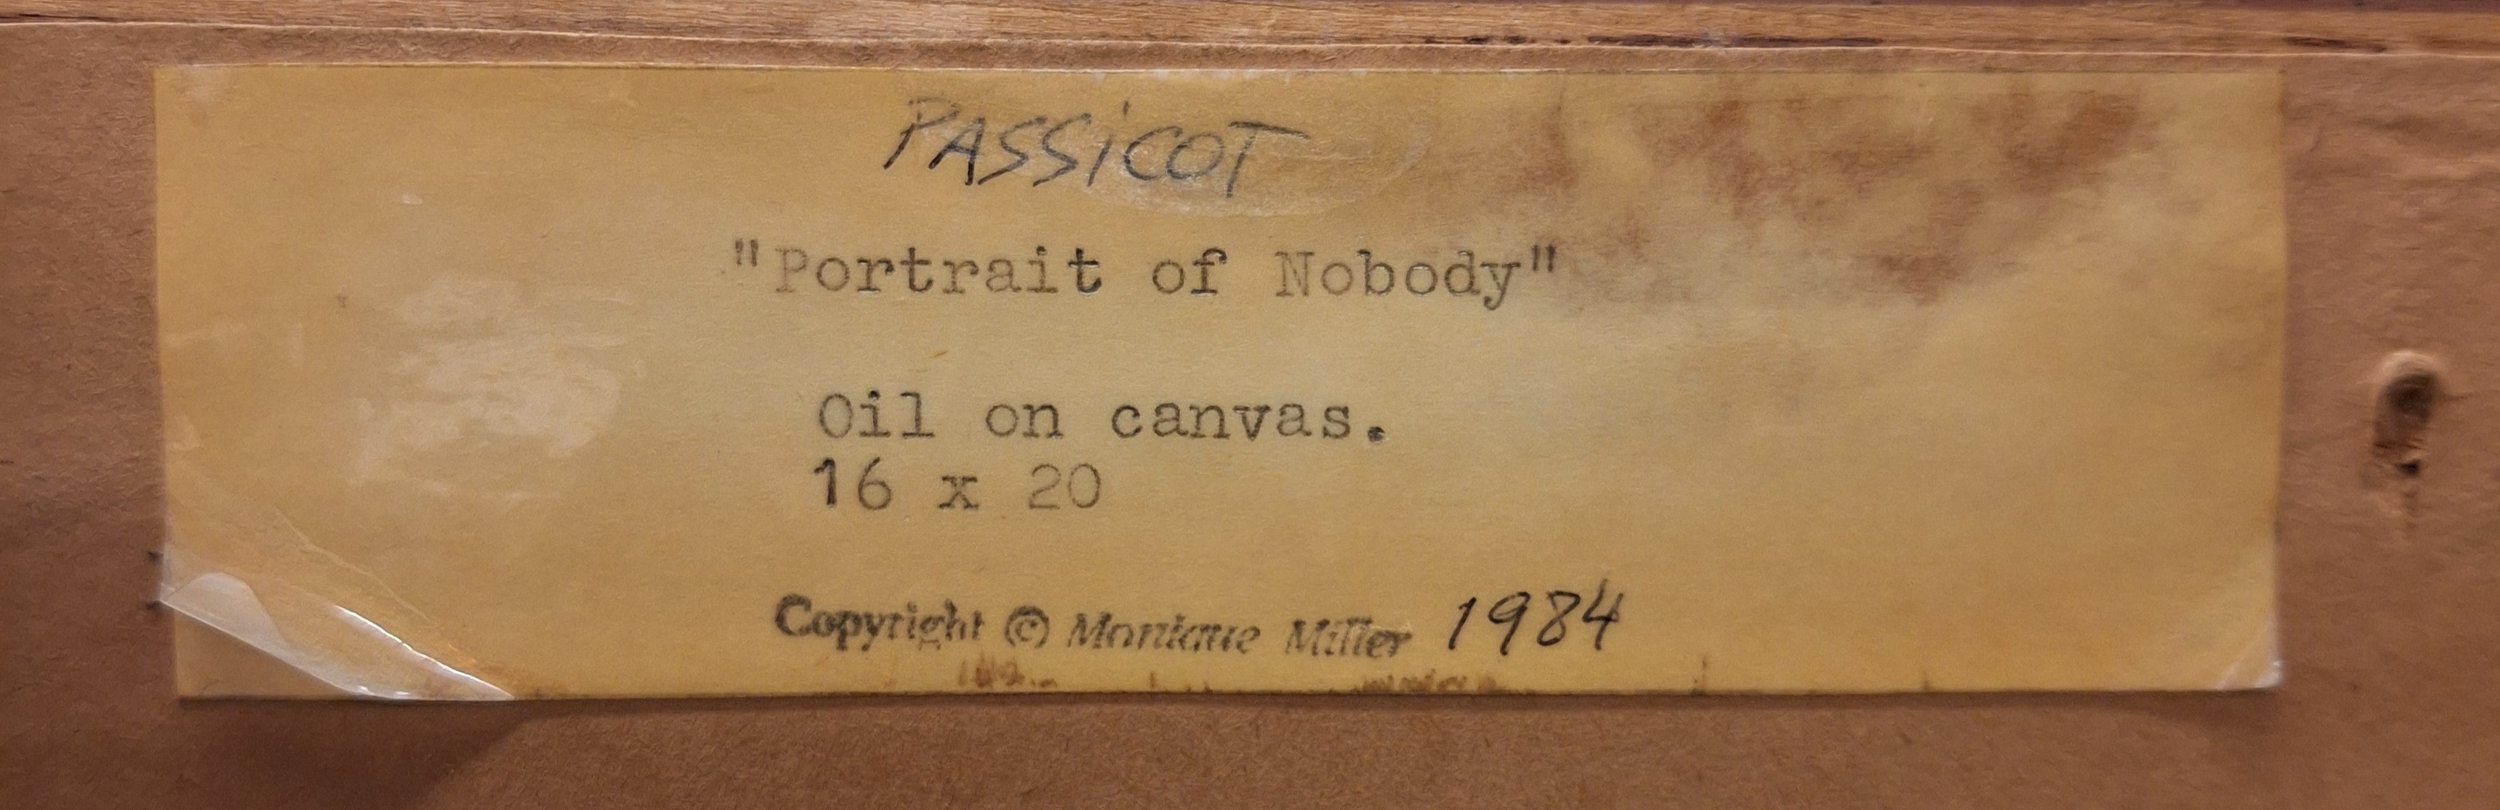 PASSiCOT
"Portrait of Nobody"
Oil on canvas.
16 x 20
Copyright © Monique Miller 1984